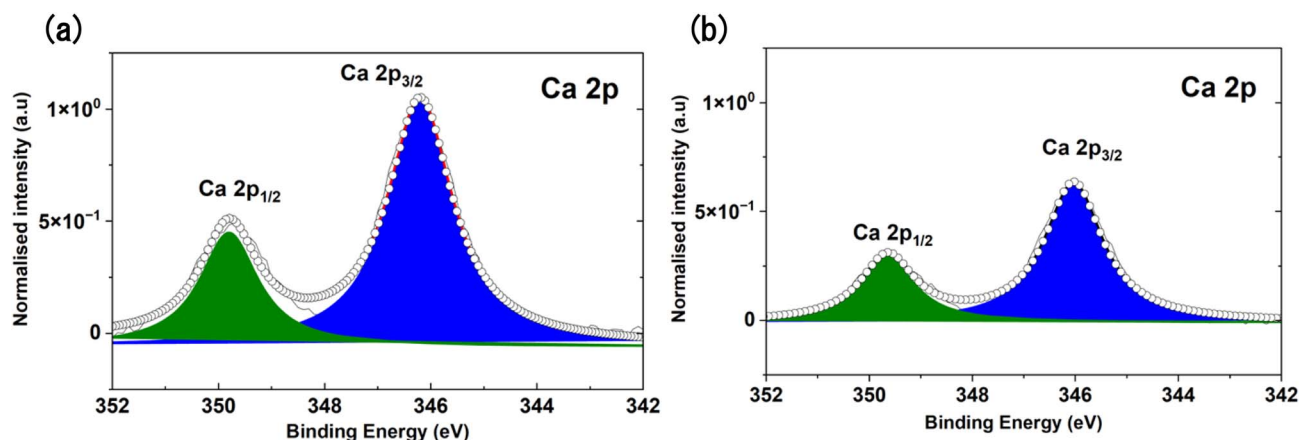 (a)
Ca 2p
Ca 2p3/2
Ca 2p1/2
Normalised intensity (a.u)
1×10⁰
5×10⁻¹
0
352 350 348 346 344 342
Binding Energy (eV)
(b)
Ca 2p
Ca 2p3/2
Ca 2p1/2
Normalised intensity (a.u)
1×10⁰
5×10⁻¹
0
352 350 348 346 344 342
Binding Energy (eV)